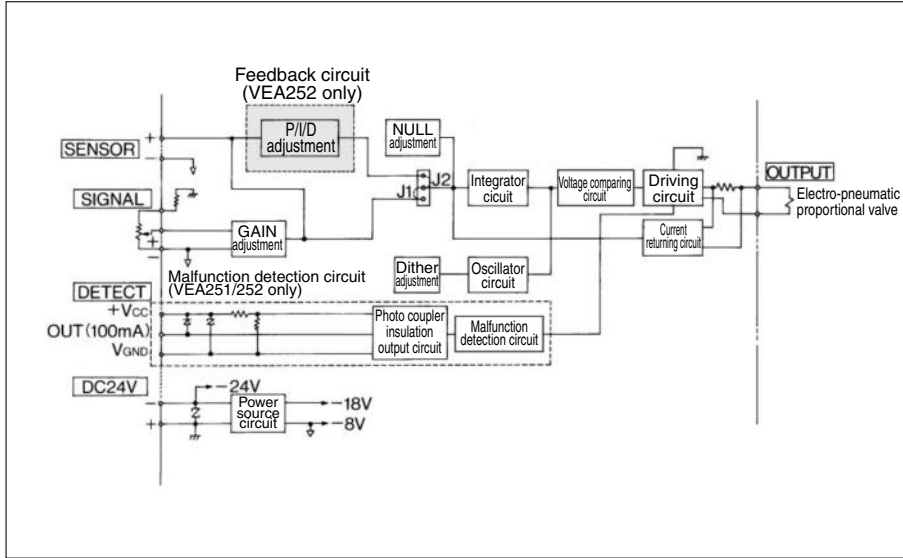 Feedback circuit
(VEA252 only)
P/I/D
adjustment
NULL
adjustment
+
SENSOR
−
J2
J1
Integrator
cicuit
Voltage comparing
circuit
Driving
circuit
OUTPUT
Electro-pneumatic
proportional valve
SIGNAL
+
−
GAIN
adjustment
Current
returning circuit
Dither
adjustment
Oscillator
circuit
Malfunction detection circuit
(VEA251/252 only)
DETECT
+VCC
OUT(100mA)
VGND
Photo coupler
insulation
output circuit
Malfunction
detection circuit
DC24V
−24V
−
+
Power
source
circuit
−18V
−8V